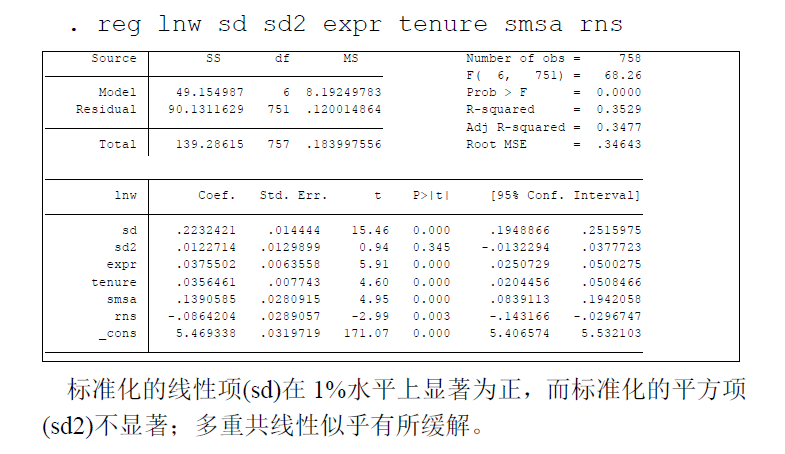 . reg lnw sd sd2 expr tenure smsa rns
Source SS df MS Number of obs = 758
F( 6, 751) = 68.26
Model 49.154987 6 8.19249783 Prob > F = 0.0000
Residual 90.1311629 751 .120014864 R-squared = 0.3529
Adj R-squared = 0.3477
Total 139.28615 757 .183997556 Root MSE = .34643
lnw Coef. Std. Err. t P>|t| [95% Conf. Interval]
sd .2232421 .014444 15.46 0.000 .1948866 .2515975
sd2 .0122714 .0129899 0.94 0.345 -.0132294 .0377723
expr .0375502 .0063558 5.91 0.000 .0250729 .0500275
tenure .0356461 .007743 4.60 0.000 .0204456 .0508466
smsa .1390585 .0280915 4.95 0.000 .0839113 .1942058
rns -.0864204 .0289057 -2.99 0.003 -.143166 -.0296747
_cons 5.469338 .0319719 171.07 0.000 5.406574 5.532103
标准化的线性项(sd)在 1%水平上显著为正，而标准化的平方项
(sd2)不显著；多重共线性似乎有所缓解。